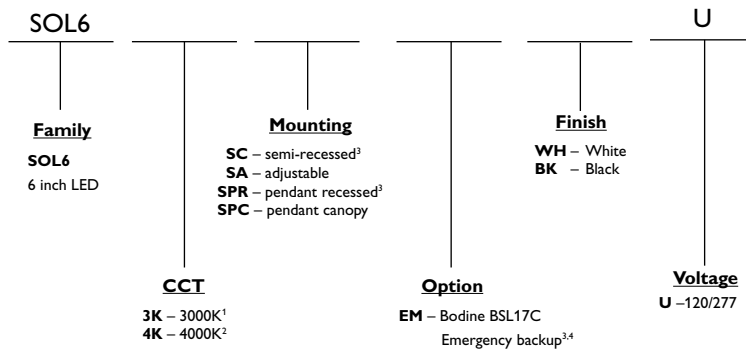 SOL6
U
Family
SOL6
6 inch LED
Mounting
SC – semi-recessed³
SA – adjustable
SPR – pendant recessed³
SPC – pendant canopy
Finish
WH – White
BK – Black
CCT
3K – 3000K¹
4K – 4000K²
Option
EM – Bodine BSL17C
Emergency backup³,⁴
Voltage
U –120/277